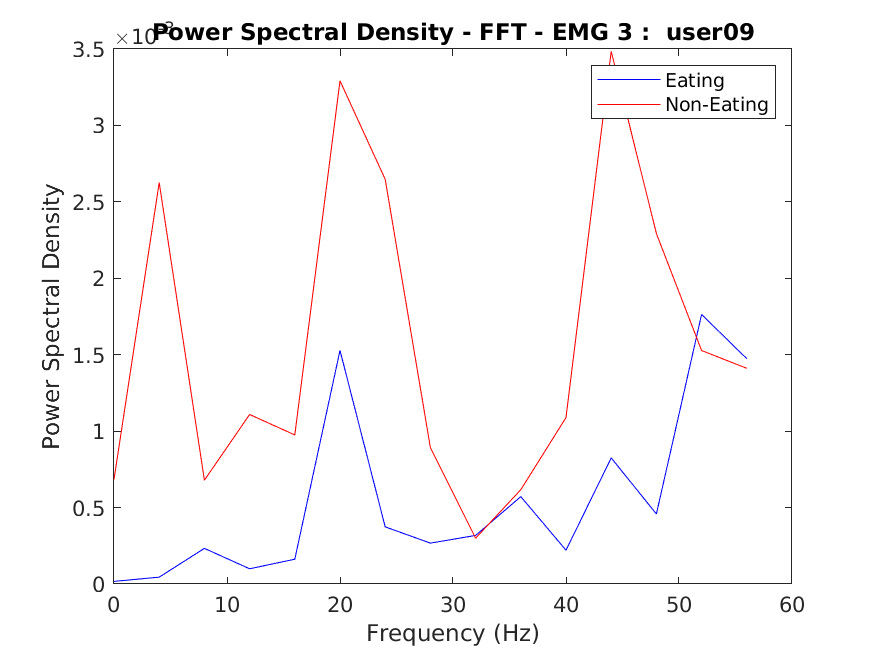 ×10
Power Spectral Density - FFT - EMG 3 : user09
3.5
3
2.5
2
1.5
1
0.5
0
Power Spectral Density
Eating
Non-Eating
0 10 20 30 40 50 60
Frequency (Hz)